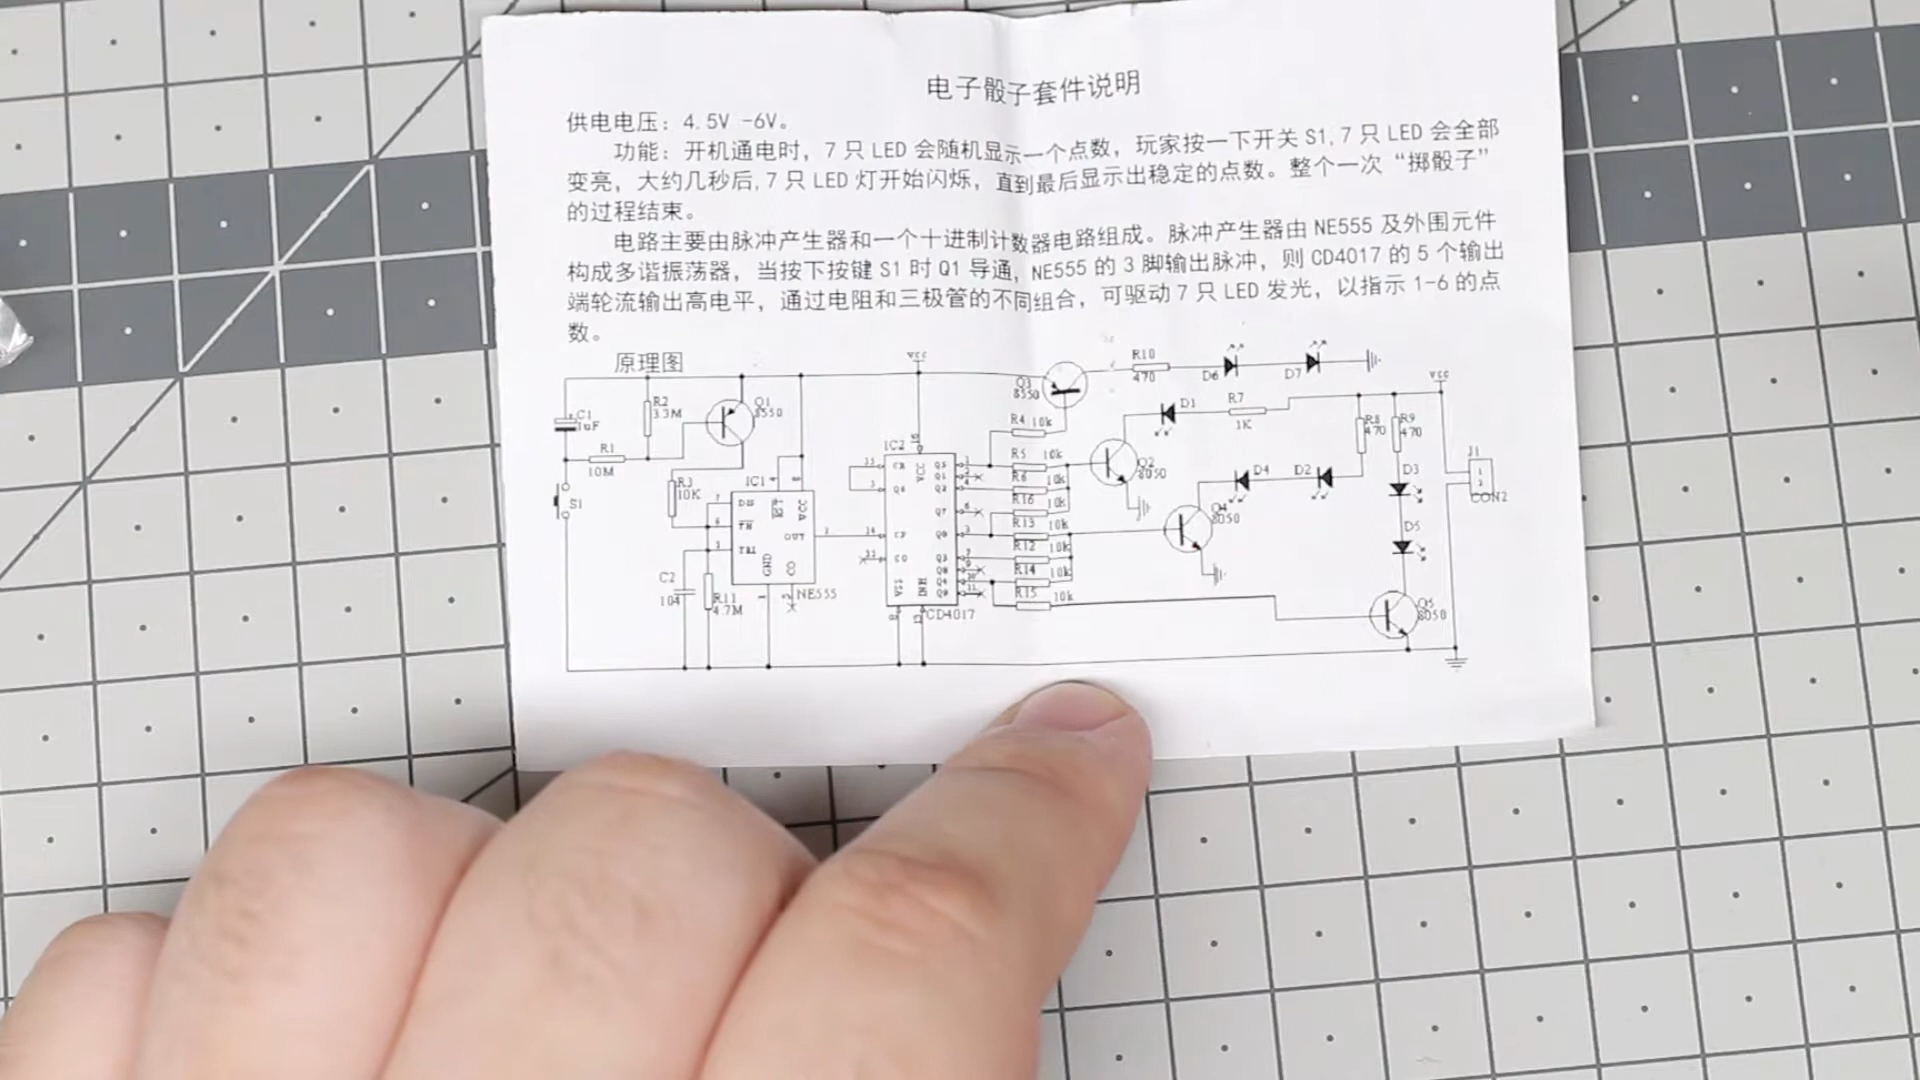 电子骰子套件说明
供电电压：4.5V -6V。
功能：开机通电时，7 只 LED 会随机显示一个点数，玩家按一下开关 S1,7 只 LED 会全部
变亮，大约几秒后,7 只 LED 灯开始闪烁，直到最后显示出稳定的点数。整个一次“掷骰子”
的过程结束。
电路主要由脉冲产生器和一个十进制计数器电路组成。脉冲产生器由 NE555 及外围元件
构成多谐振荡器，当按下按键 S1 时 Q1 导通，NE555 的 3 脚输出脉冲，则 CD4017 的 5 个输出
端轮流输出高电平，通过电阻和三极管的不同组合，可驱动 7 只 LED 发光，以指示 1-6 的点
数。
原理图
VCC
C1
1uF
R2
3.3M
Q1
8550
R1
10M
S1
R3
10K
IC1
NE555
OUT
GND
C2
104
R11
4.7M
IC2
CD4017
Q3
8550
R4 10k
R5 10k
R6 10k
R16 10k
R13 10k
R12 10k
R14 10k
R15 10k
R10
470
D6
D7
D1
R7
1K
Q2
8050
D4
D2
Q4
8050
R8
470
R9
470
D3
D5
Q5
8050
VCC
J1
CON2